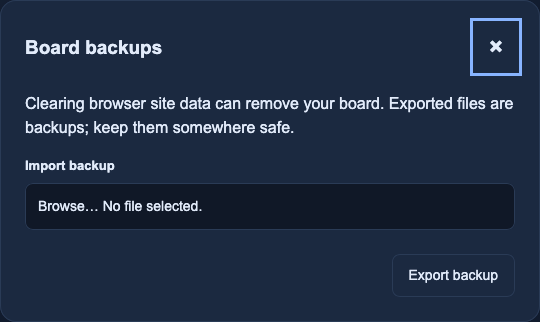 Board backups
✖
Clearing browser site data can remove your board. Exported files are
backups; keep them somewhere safe.
Import backup
Browse… No file selected.
Export backup